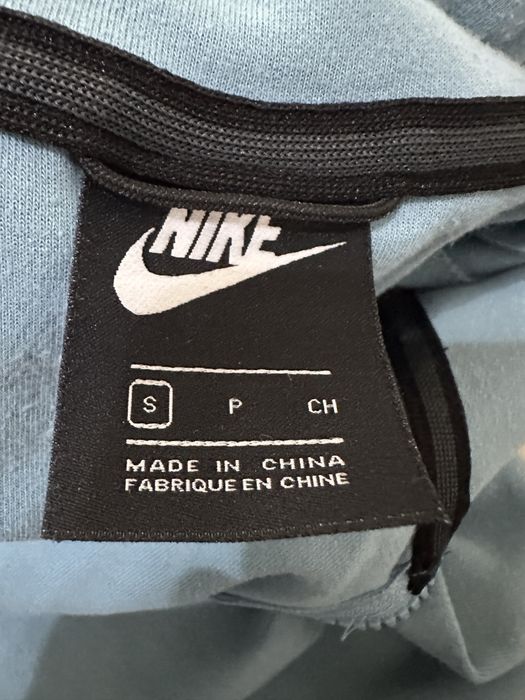 NIKE
S P CH
MADE IN CHINA
FABRIQUE EN CHINE